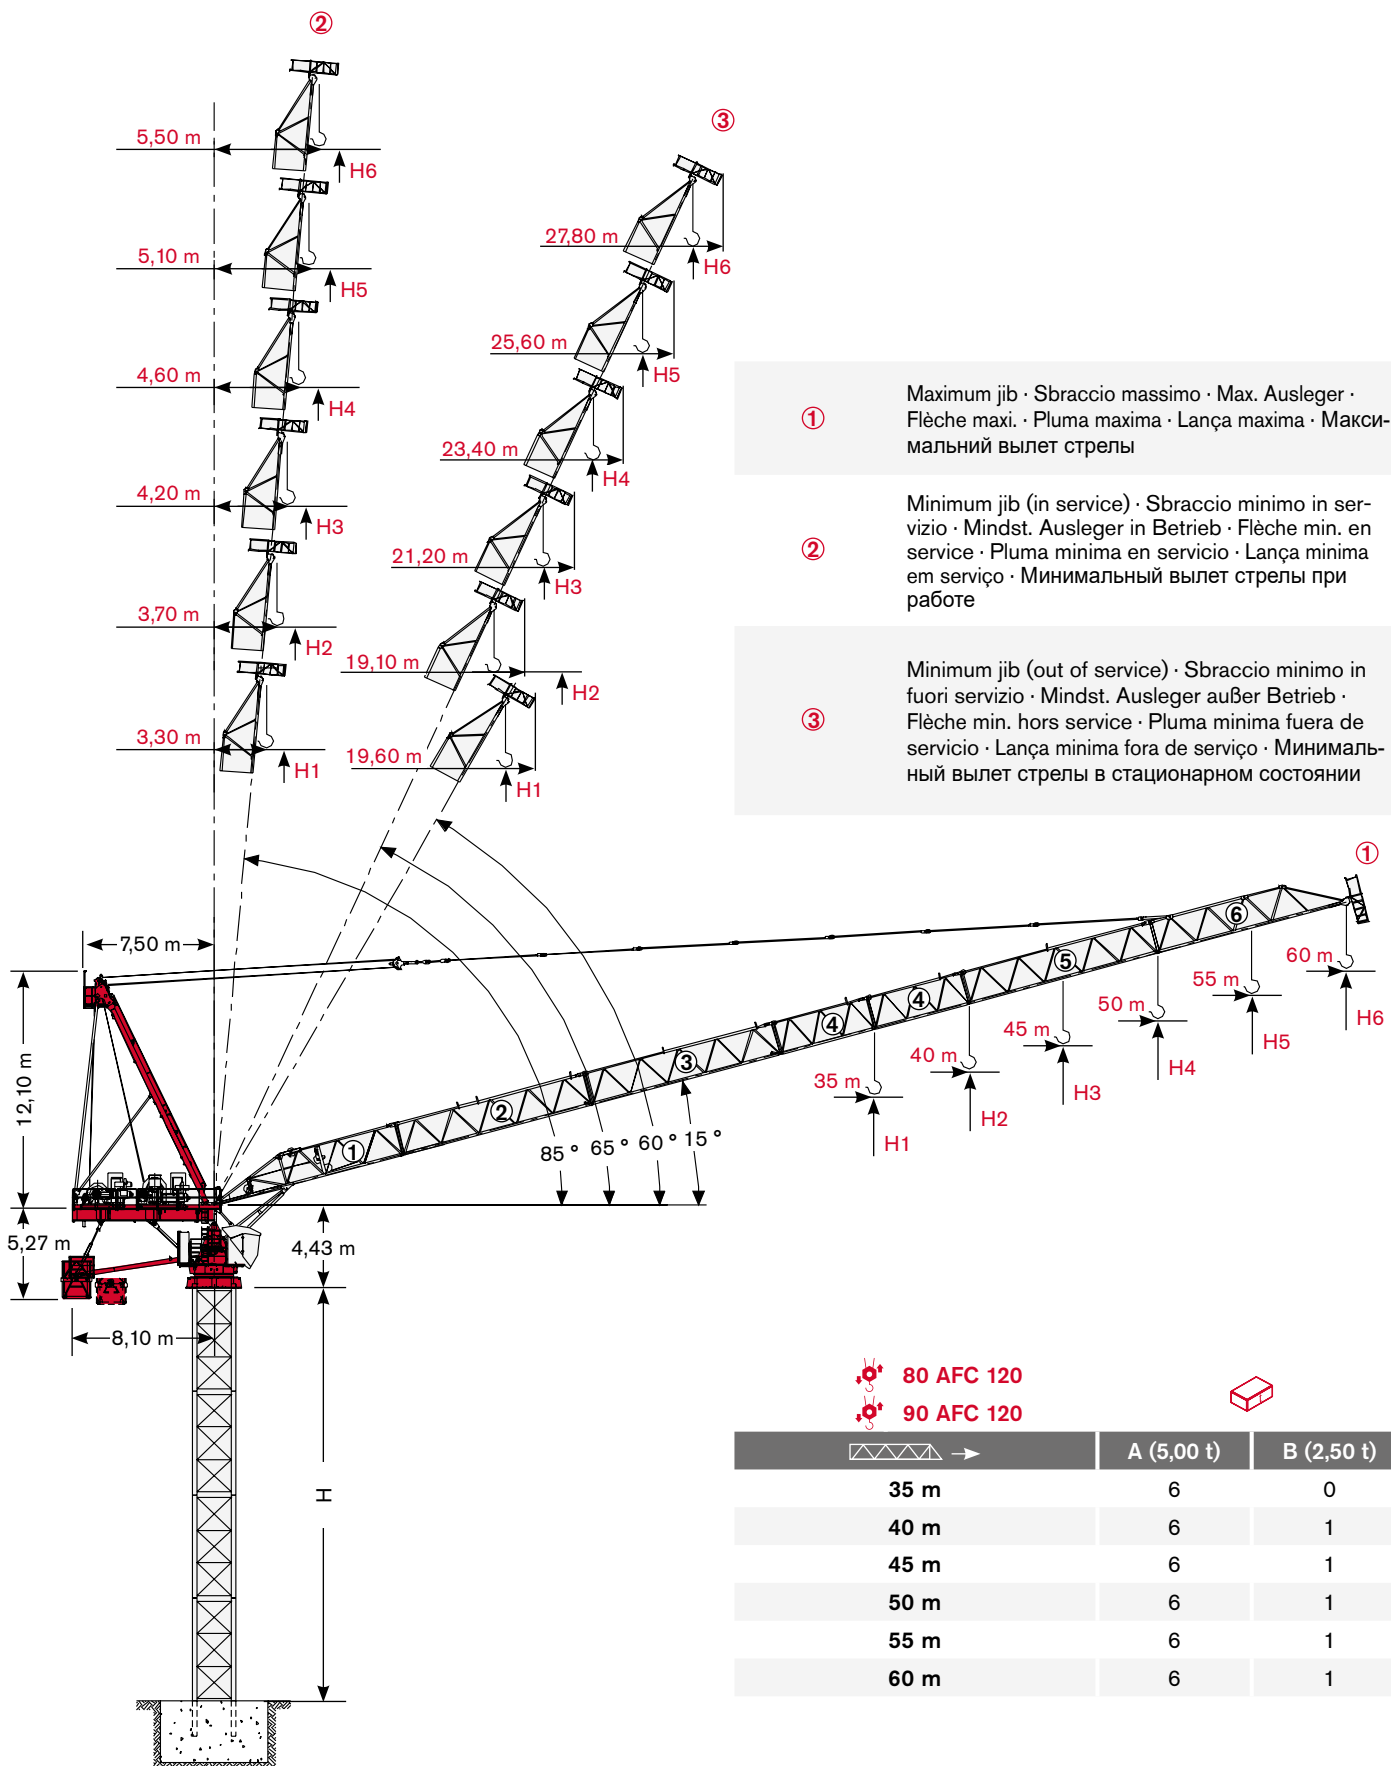 ②
5,50 m
H6
5,10 m
H5
4,60 m
H4
4,20 m
H3
3,70 m
H2
3,30 m
H1
③
27,80 m
H6
25,60 m
H5
23,40 m
H4
21,20 m
H3
19,10 m
H2
19,60 m
H1
①
Maximum jib · Sbraccio massimo · Max. Ausleger ·
Flèche maxi. · Pluma maxima · Lança maxima · Макси-
мальний вылет стрелы
②
Minimum jib (in service) · Sbraccio minimo in ser-
vizio · Mindst. Ausleger in Betrieb · Flèche min. en
service · Pluma minima en servicio · Lança minima
em serviço · Минимальный вылет стрелы при
работе
③
Minimum jib (out of service) · Sbraccio minimo in
fuori servizio · Mindst. Ausleger außer Betrieb ·
Flèche min. hors service · Pluma minima fuera de
servicio · Lança minima fora de serviço · Минималь-
ный вылет стрелы в стационарном состоянии
①
7,50 m
12,10 m
5,27 m
8,10 m
4,43 m
H
① ② ③ ④ ④ ⑤ ⑥
85 ° 65 ° 60 ° 15 °
35 m
H1
40 m
H2
45 m
H3
50 m
H4
55 m
H5
60 m
H6
80 AFC 120
90 AFC 120
A (5,00 t) B (2,50 t)
35 m 6 0
40 m 6 1
45 m 6 1
50 m 6 1
55 m 6 1
60 m 6 1